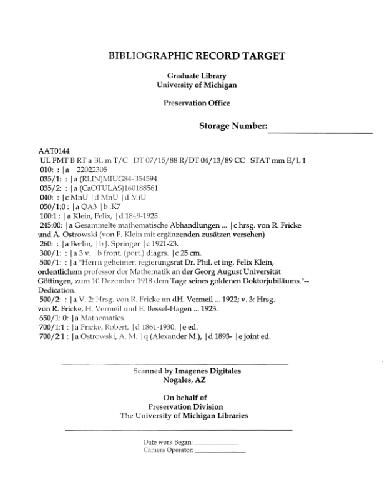 BIBLIOGRAPHIC RECORD TARGET
Graduate Library
University of Michigan
Preservation Office
Storage Number:
AAT0144
UL FMT B RT a BL m T/C DT 07/15/88 R/DT 06/13/89 CC STAT mm E/L 1
010: : |a 22022308
035/1: : |a (RLIN)MIUG84-354594
035/2: : |a (CaOTULAS)160188561
040: : |c MnU |d MnU |d MiU
050/1:0 : |a QA3 |b .K7
100:1 : |a Klein, Felix, |d 1849-1925.
245:00: |a Gesammelte mathematische Abhandlungen ... |c hrsg. von R. Fricke
und A. Ostrowski (von F. Klein mit ergänzenden zusätzen versehen)
260: : |a Berlin, |b J. Springer |c 1921-23.
300/1: : |a 3 v. |b front. (port.) diagrs. |c 25 cm.
500/1: : |a "Herrn geheimer. regierungsrat Dr. Phil. et ing. Felix Klein,
ordentlichem professor der Mathematik an der Georg August Universität
Göttingen, zum 10 Dezember 1918 dem Tage seines goldenen Doktorjubiläums."--
Dedication.
500/2: : |a V. 2: Hrsg. von R. Fricke und H. Vermeil ... 1922; v. 3: Hrsg.
von R. Fricke, H. Vermeil und E. Bessel-Hagen ... 1923.
650/1: 0: |a Mathematics
700/1:1 : |a Fricke, Robert, |d 1861-1930, |e ed.
700/2:1 : |a Ostrowski, A. M. |q (Alexander M.), |d 1893- |e joint ed.
Scanned by Imagenes Digitales
Nogales, AZ
On behalf of
Preservation Division
The University of Michigan Libraries
Date work Began:
Camera Operator: